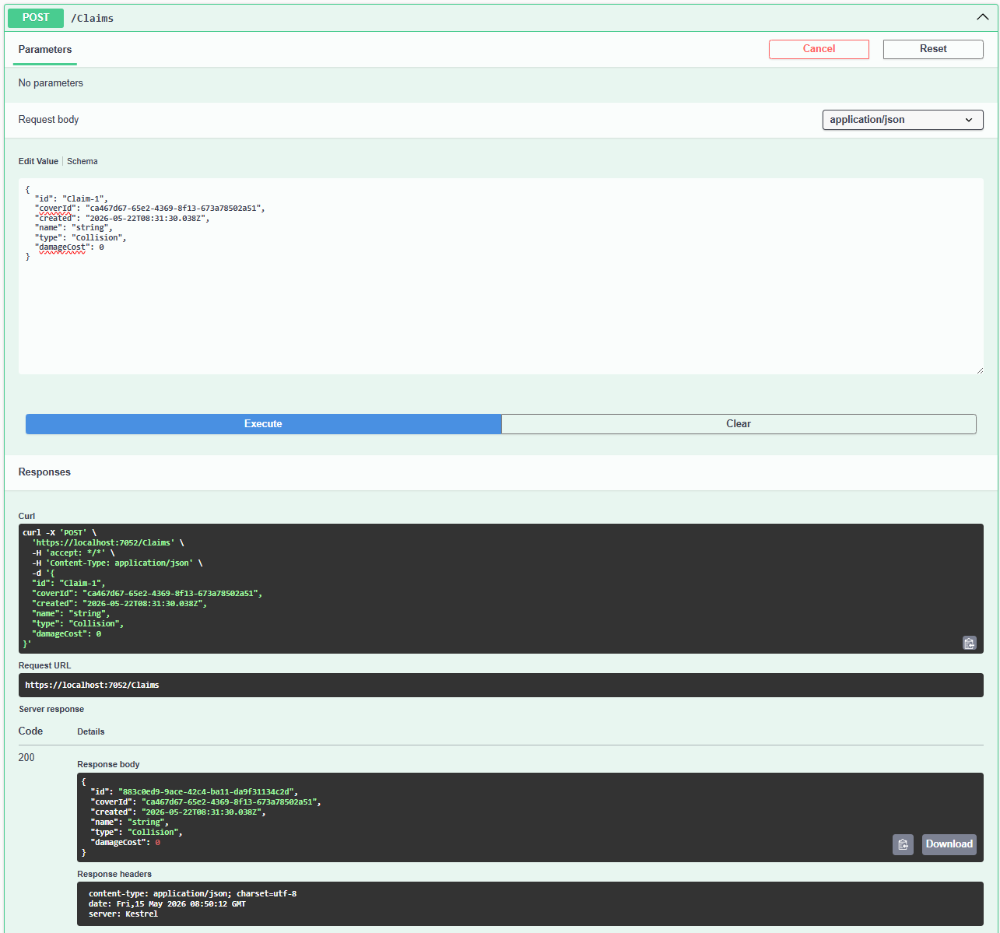 POST /Claims
Parameters
Cancel
Reset
No parameters
Request body
application/json
Edit Value
Schema
{
  "id": "Claim-1",
  "coverId": "ca467d67-65e2-4369-8f13-673a78502a51",
  "created": "2026-05-22T08:31:30.038Z",
  "name": "string",
  "type": "Collision",
  "damageCost": 0
}
Execute
Clear
Responses
Curl
curl -X 'POST' \
  'https://localhost:7052/Claims' \
  -H 'accept: */*' \
  -H 'Content-Type: application/json' \
  -d '{
  "id": "Claim-1",
  "coverId": "ca467d67-65e2-4369-8f13-673a78502a51",
  "created": "2026-05-22T08:31:30.038Z",
  "name": "string",
  "type": "Collision",
  "damageCost": 0
}'
Request URL
https://localhost:7052/Claims
Server response
Code
Details
200
Response body
{
  "id": "883c0ed9-9ace-42c4-ba11-da9f31134c2d",
  "coverId": "ca467d67-65e2-4369-8f13-673a78502a51",
  "created": "2026-05-22T08:31:30.038Z",
  "name": "string",
  "type": "Collision",
  "damageCost": 0
}
Download
Response headers
content-type: application/json; charset=utf-8
date: Fri,15 May 2026 08:50:12 GMT
server: Kestrel